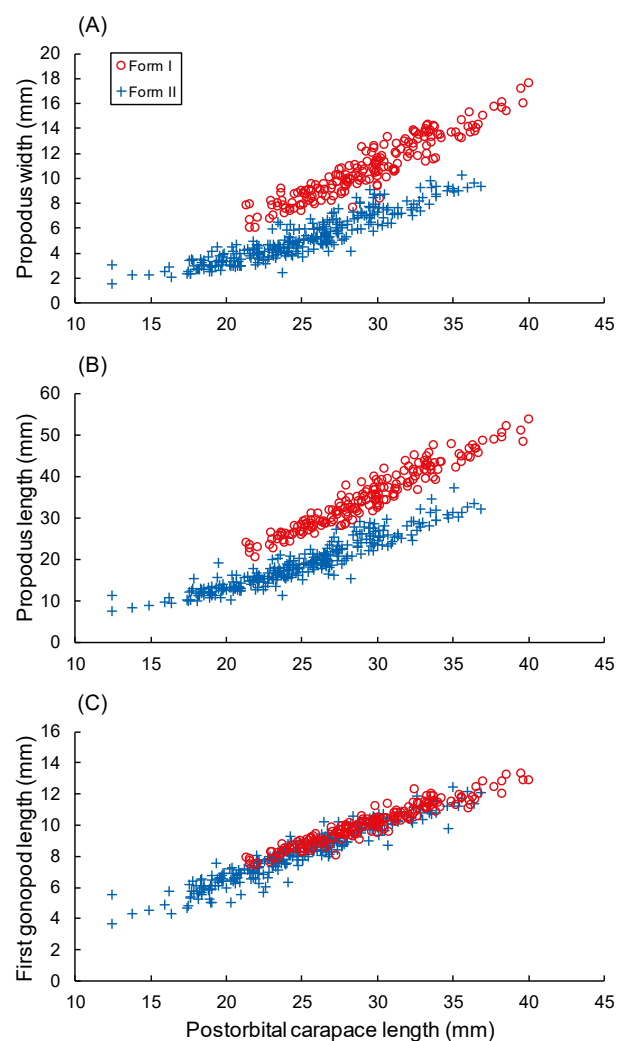 (A)
20
18
16
14
12
10
8
6
4
2
0
Propodus width (mm)
Form I
Form II
10 15 20 25 30 35 40 45
(B)
60
50
40
30
20
10
0
Propodus length (mm)
10 15 20 25 30 35 40 45
(C)
16
14
12
10
8
6
4
2
0
First gonopod length (mm)
10 15 20 25 30 35 40 45
Postorbital carapace length (mm)